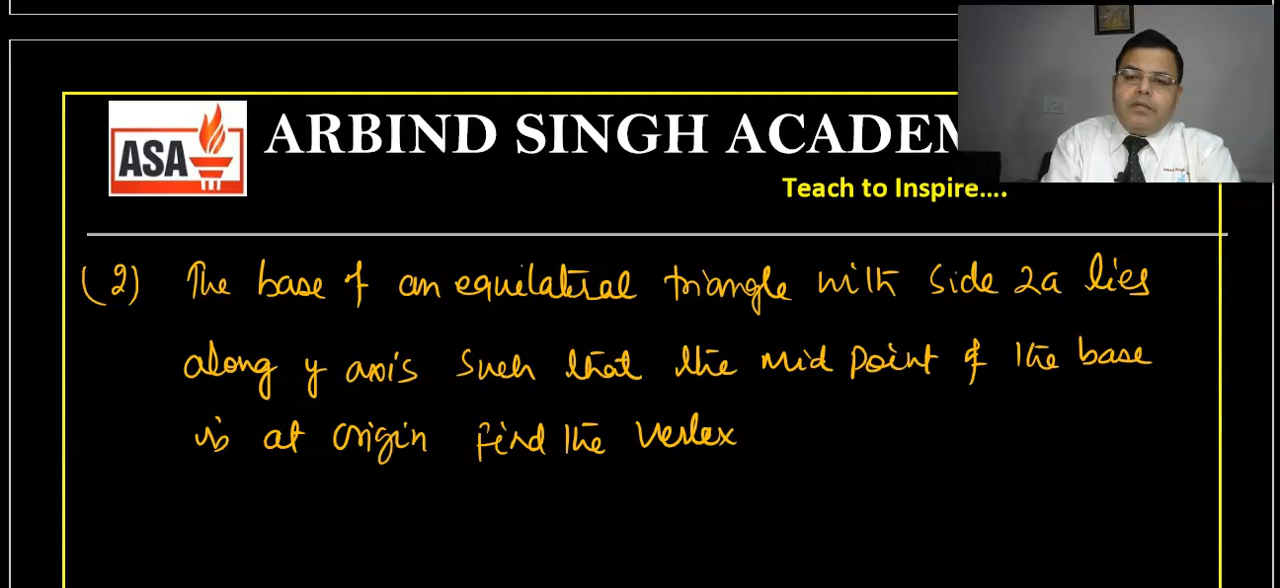 ASA
ARBIND SINGH ACADEM
Teach to Inspire....
(2) The base of an equilateral triangle with side 2a lies
along y axis such that the mid point of the base
is at origin find the vertex